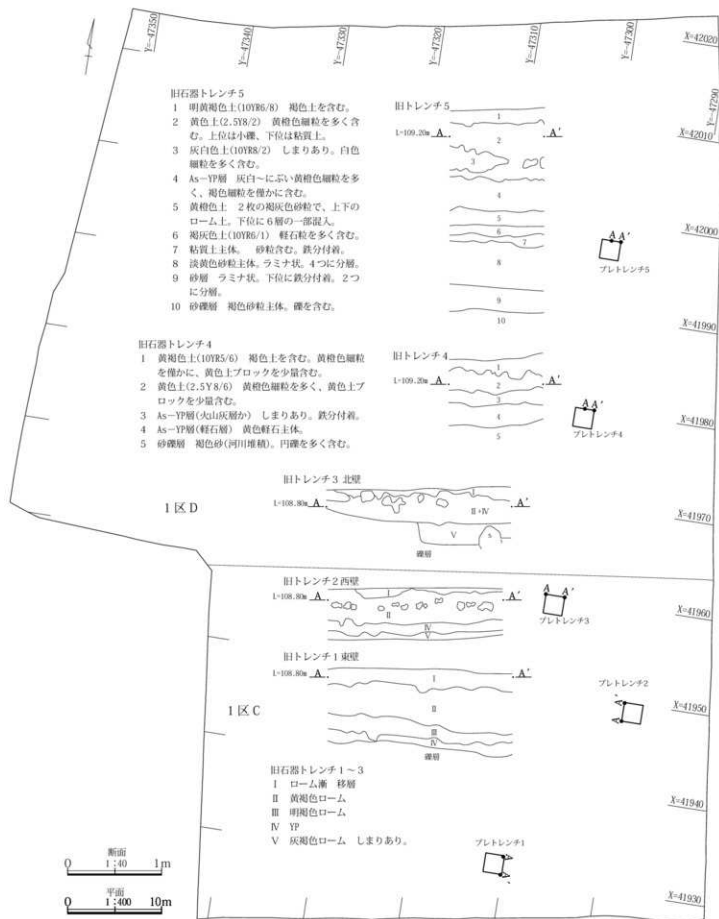 Y=-47350
Y=-47340
Y=-47330
Y=-47320
Y=-47310
Y=-47300
Y=-47290
X=42020
X=42010
X=42000
X=41990
X=41980
X=41970
X=41960
X=41950
X=41940
X=41930
旧石器トレンチ5
1 明黄褐色土(10YR6/8) 褐色土を含む。
2 黄色土(2.5Y8/2) 黄橙色細粒を多く含
む。上位は小礫、下位は粘質土。
3 灰白色土(10YR8/2) しまりあり。白色
細粒を多く含む。
4 As-YP層 灰白~にぶい黄橙色細粒を多
く、褐色細粒を僅かに含む。
5 黄橙色土 2枚の褐灰色砂粒で、上下の
ローム土。下位に6層の一部混入。
6 褐灰色土(10YR6/1) 軽石粒を多く含む。
7 粘質土主体。 砂粒含む。鉄分付着。
8 淡黄色砂粒主体。ラミナ状。4つに分層。
9 砂層 ラミナ状。下位に鉄分付着。2つ
に分層。
10 砂礫層 褐色砂粒主体。礫を含む。
旧トレンチ5
L=109.20m A A'
1
2
3
4
5
6
7
8
9
10
A A'
プレトレンチ5
旧石器トレンチ4
1 黄褐色土(10YR5/6) 褐色土を含む。黄橙色細粒
を僅かに、黄色土ブロックを少量含む。
2 黄色土(2.5Y8/6) 黄橙色細粒を多く、黄色土ブ
ロックを少量含む。
3 As-YP層(火山灰層か) しまりあり。鉄分付着。
4 As-YP層(軽石層) 黄色軽石主体。
5 砂礫層 褐色砂(河川堆積)。円礫を多く含む。
旧トレンチ4
L=109.20m A A'
1
2
3
4
5
A A'
プレトレンチ4
1区D
旧トレンチ3 北壁
L=108.80m A A'
I
II+IV
V
S
礫層
旧トレンチ2西壁
L=108.80m A A'
I
II
IV
V
A A'
プレトレンチ3
旧トレンチ1東壁
L=108.80m A A'
I
II
III
IV
礫層
プレトレンチ2
1区C
旧石器トレンチ1~3
I ローム漸 移層
II 黄褐色ローム
III 明褐色ローム
IV YP
V 灰褐色ローム しまりあり。
プレトレンチ1
断面
0 1:40 1m
平面
0 1:400 10m